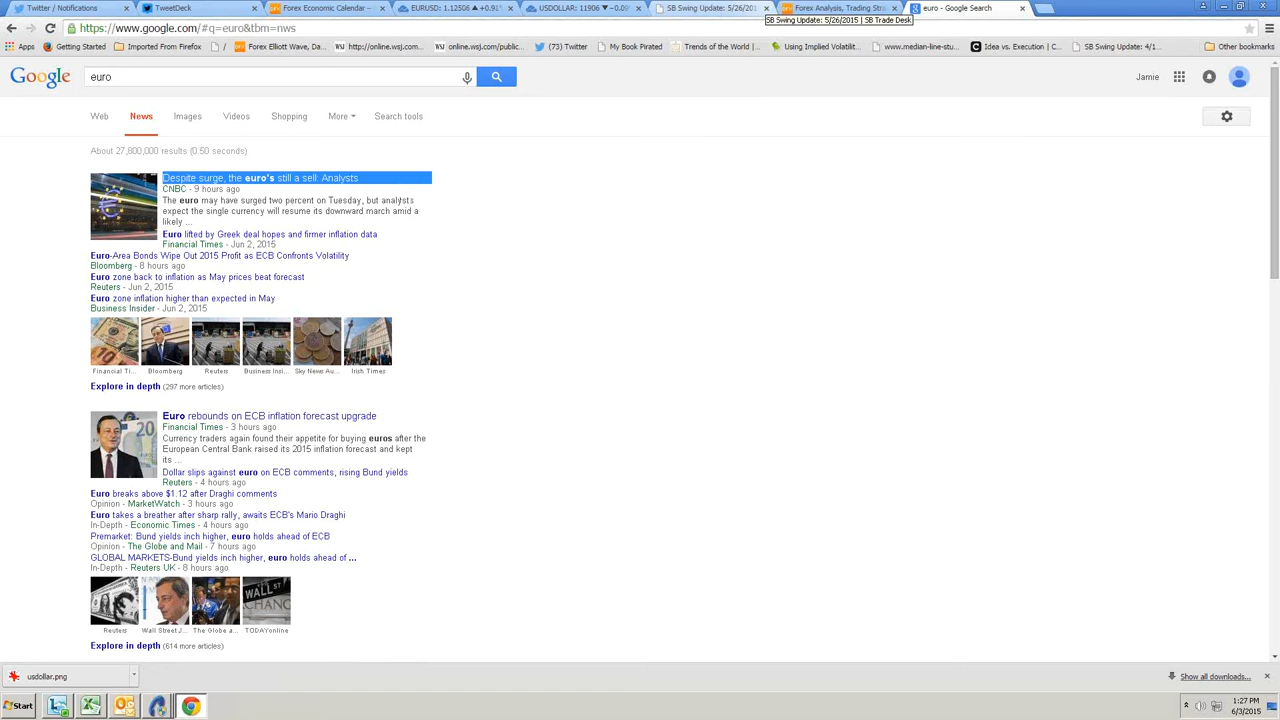 Twitter / Notifications
TweetDeck
Forex Economic Calendar –
EURUSD: 1.12506 ▲ +0.91
USDOLLAR: 11906 ▼ −0.09
SB Swing Update: 5/26/201
Forex Analysis, Trading Stra
euro - Google Search
https://www.google.com/#q=euro&tbm=nws
SB Swing Update: 5/26/2015 | SB Trade Desk
Apps
Getting Started
Imported From Firefox
Forex Elliott Wave, Da
http://online.wsj.com/
online.wsj.com/public
(73) Twitter
My Book Pirated
Trends of the World |
Using Implied Volatilit
www.median-line-stu
Idea vs. Execution | C
SB Swing Update: 4/1
Other bookmarks
Google
euro
Jamie
Web
News
Images
Videos
Shopping
More
Search tools
About 27,800,000 results (0.50 seconds)
Despite surge, the euro's still a sell: Analysts
CNBC - 9 hours ago
The euro may have surged two percent on Tuesday, but analysts
expect the single currency will resume its downward march amid a
likely ...
Euro lifted by Greek deal hopes and firmer inflation data
Financial Times - Jun 2, 2015
Euro-Area Bonds Wipe Out 2015 Profit as ECB Confronts Volatility
Bloomberg - 8 hours ago
Euro zone back to inflation as May prices beat forecast
Reuters - Jun 2, 2015
Euro zone inflation higher than expected in May
Business Insider - Jun 2, 2015
Financial Ti...
Bloomberg
Reuters
Business Insi...
Sky News Au...
Irish Times
Explore in depth (297 more articles)
Euro rebounds on ECB inflation forecast upgrade
Financial Times - 3 hours ago
Currency traders again found their appetite for buying euros after the
European Central Bank raised its 2015 inflation forecast and kept
its ...
Dollar slips against euro on ECB comments, rising Bund yields
Reuters - 4 hours ago
Euro breaks above $1.12 after Draghi comments
Opinion - MarketWatch - 3 hours ago
Euro takes a breather after sharp rally, awaits ECB's Mario Draghi
In-Depth - Economic Times - 4 hours ago
Premarket: Bund yields inch higher, euro holds ahead of ECB
Opinion - The Globe and Mail - 7 hours ago
GLOBAL MARKETS-Bund yields inch higher, euro holds ahead of ...
In-Depth - Reuters UK - 8 hours ago
20
WALL ST
Reuters
Wall Street J...
The Globe a...
TODAYonline
Explore in depth (614 more articles)
usdollar.png
Show all downloads...
Start
1:27 PM
6/3/2015